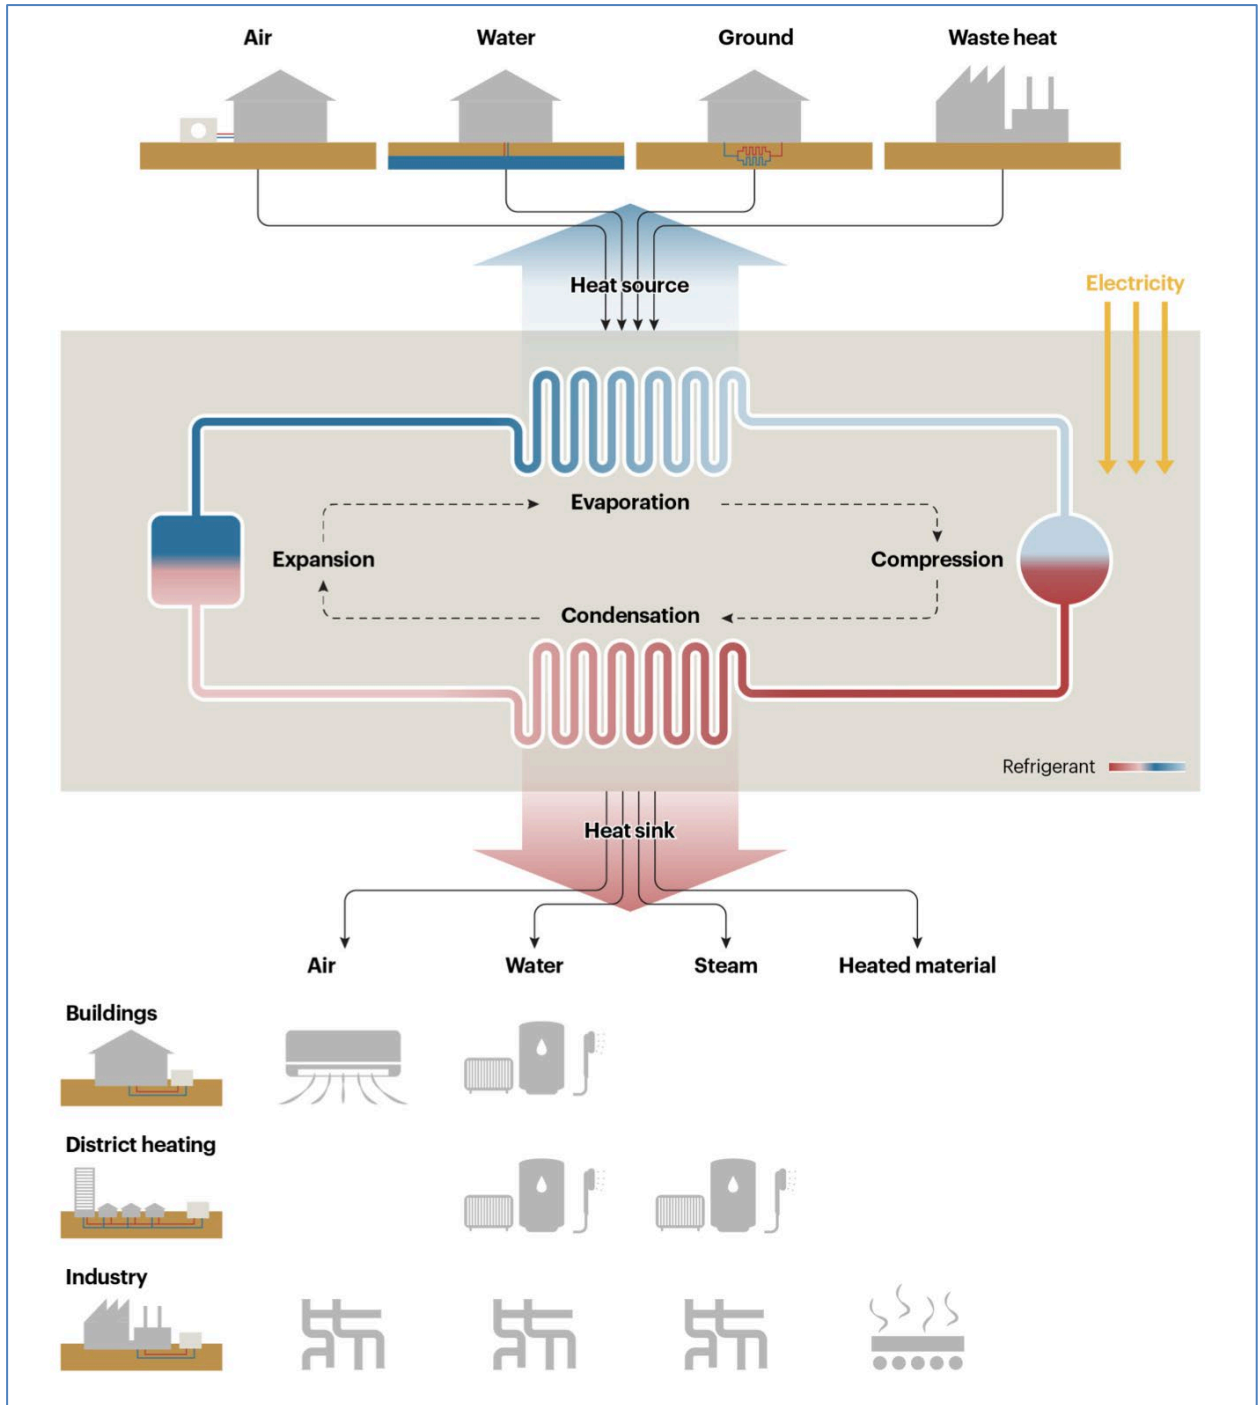 Air
Water
Ground
Waste heat
Heat source
Electricity
Evaporation
Expansion
Compression
Condensation
Refrigerant
Heat sink
Air
Water
Steam
Heated material
Buildings
District heating
Industry